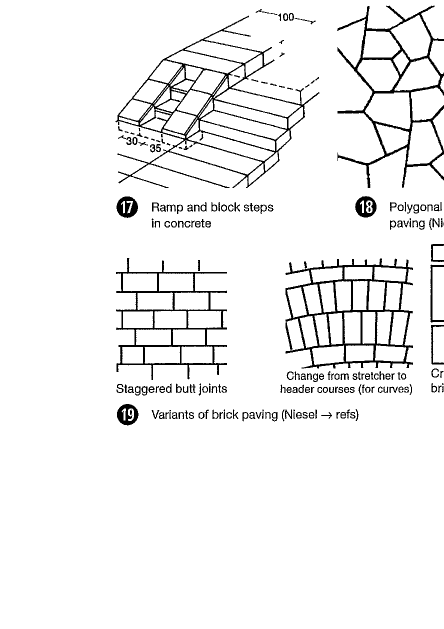 100
30
35
17 Ramp and block steps
in concrete
18 Polygonal
paving (Ni
Staggered butt joints
Change from stretcher to
header courses (for curves)
Cr
bri
19 Variants of brick paving (Niesel → refs)